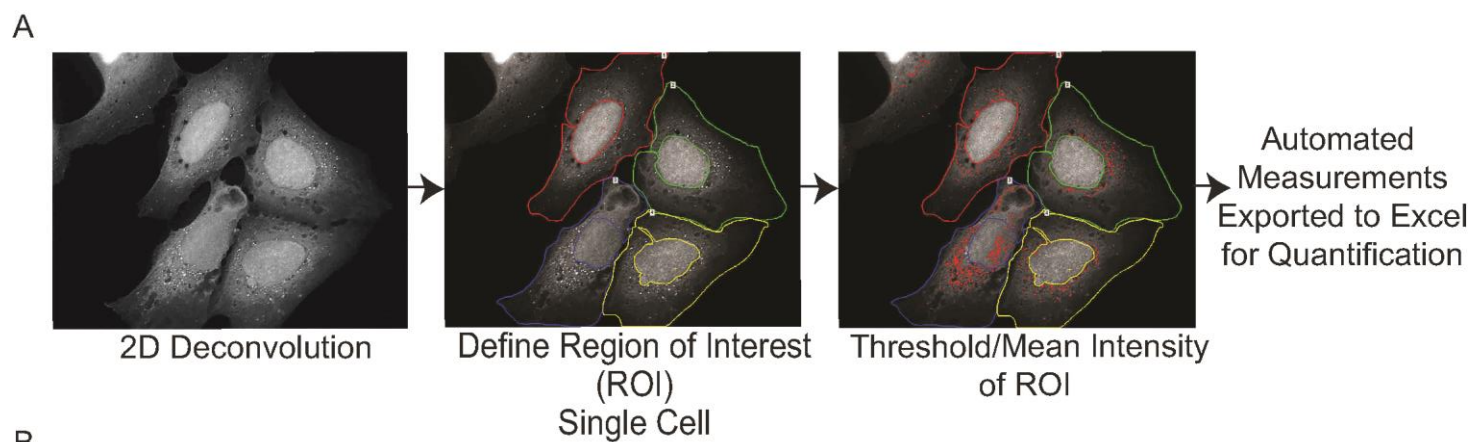 A
2D Deconvolution
Define Region of Interest
(ROI)
Single Cell
Threshold/Mean Intensity
of ROI
Automated
Measurements
Exported to Excel
for Quantification
B